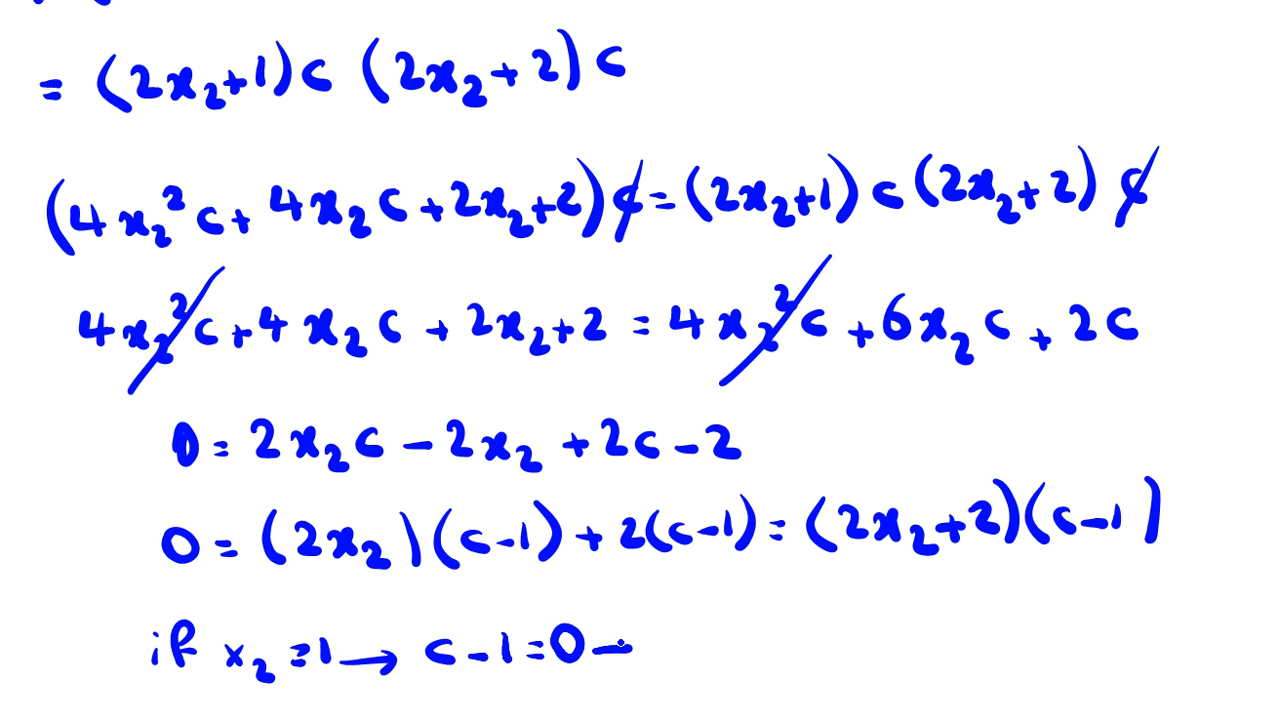 = (2x₂+1)c (2x₂+2)c
(4x₂²c+ 4x₂c+2x₂+2)c=(2x₂+1)c(2x₂+2)c
4x₂²c+4x₂c+2x₂+2=4x₂²c+6x₂c+2c
0=2x₂c-2x₂+2c-2
0=(2x₂)(c-1)+2(c-1)=(2x₂+2)(c-1)
if x₂=1→ c-1=0-